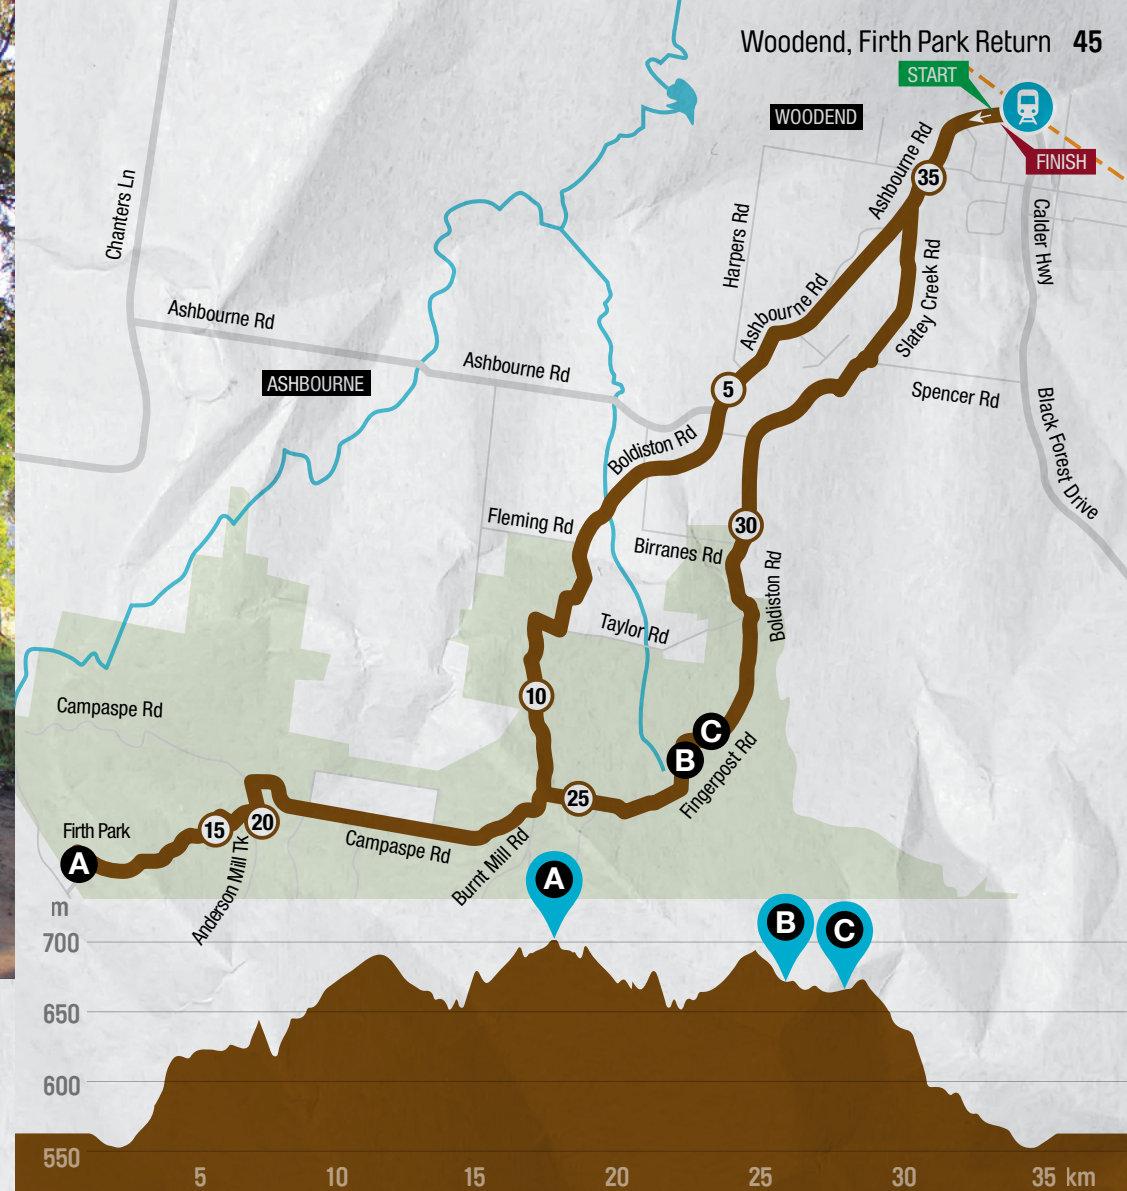 Woodend, Firth Park Return 45
START
WOODEND
FINISH
Ashbourne Rd
35
Chanters Ln
Harpers Rd
Calder Hwy
Slatey Creek Rd
Ashbourne Rd
Ashbourne Rd
Ashbourne Rd
ASHBOURNE
5
Spencer Rd
Black Forest Drive
Boldiston Rd
Fleming Rd
30
Birranes Rd
Boldiston Rd
Taylor Rd
10
Campaspe Rd
C
B
Fingerpost Rd
25
15
20
Firth Park
A
Campaspe Rd
Anderson Mill Tk
Burnt Mill Rd
A
B
C
m
700
650
600
550
5 10 15 20 25 30 35 km